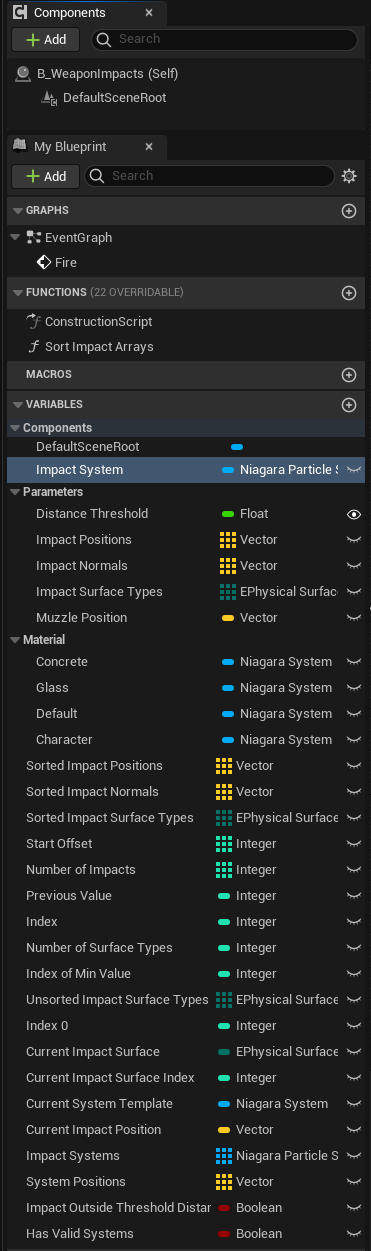 Components
Add
Search
B_WeaponImpacts (Self)
DefaultSceneRoot
My Blueprint
Add
Search
GRAPHS
EventGraph
Fire
FUNCTIONS (22 OVERRIDABLE)
ConstructionScript
Sort Impact Arrays
MACROS
VARIABLES
Components
DefaultSceneRoot
Impact System Niagara Particle S
Parameters
Distance Threshold Float
Impact Positions Vector
Impact Normals Vector
Impact Surface Types EPhysical Surfac
Muzzle Position Vector
Material
Concrete Niagara System
Glass Niagara System
Default Niagara System
Character Niagara System
Sorted Impact Positions Vector
Sorted Impact Normals Vector
Sorted Impact Surface Types EPhysical Surface
Start Offset Integer
Number of Impacts Integer
Previous Value Integer
Index Integer
Number of Surface Types Integer
Index of Min Value Integer
Unsorted Impact Surface Types EPhysical Surface
Index 0 Integer
Current Impact Surface EPhysical Surface
Current Impact Surface Index Integer
Current System Template Niagara System
Current Impact Position Vector
Impact Systems Niagara Particle S
System Positions Vector
Impact Outside Threshold Distar Boolean
Has Valid Systems Boolean